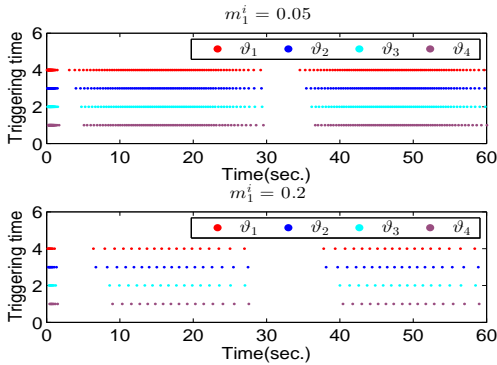 m₁ⁱ = 0.05
6
4
2
0
Triggering time
ϑ₁ ϑ₂ ϑ₃ ϑ₄
0 10 20 30 40 50 60
Time(sec.)
m₁ⁱ = 0.2
6
4
2
0
Triggering time
ϑ₁ ϑ₂ ϑ₃ ϑ₄
0 10 20 30 40 50 60
Time(sec.)